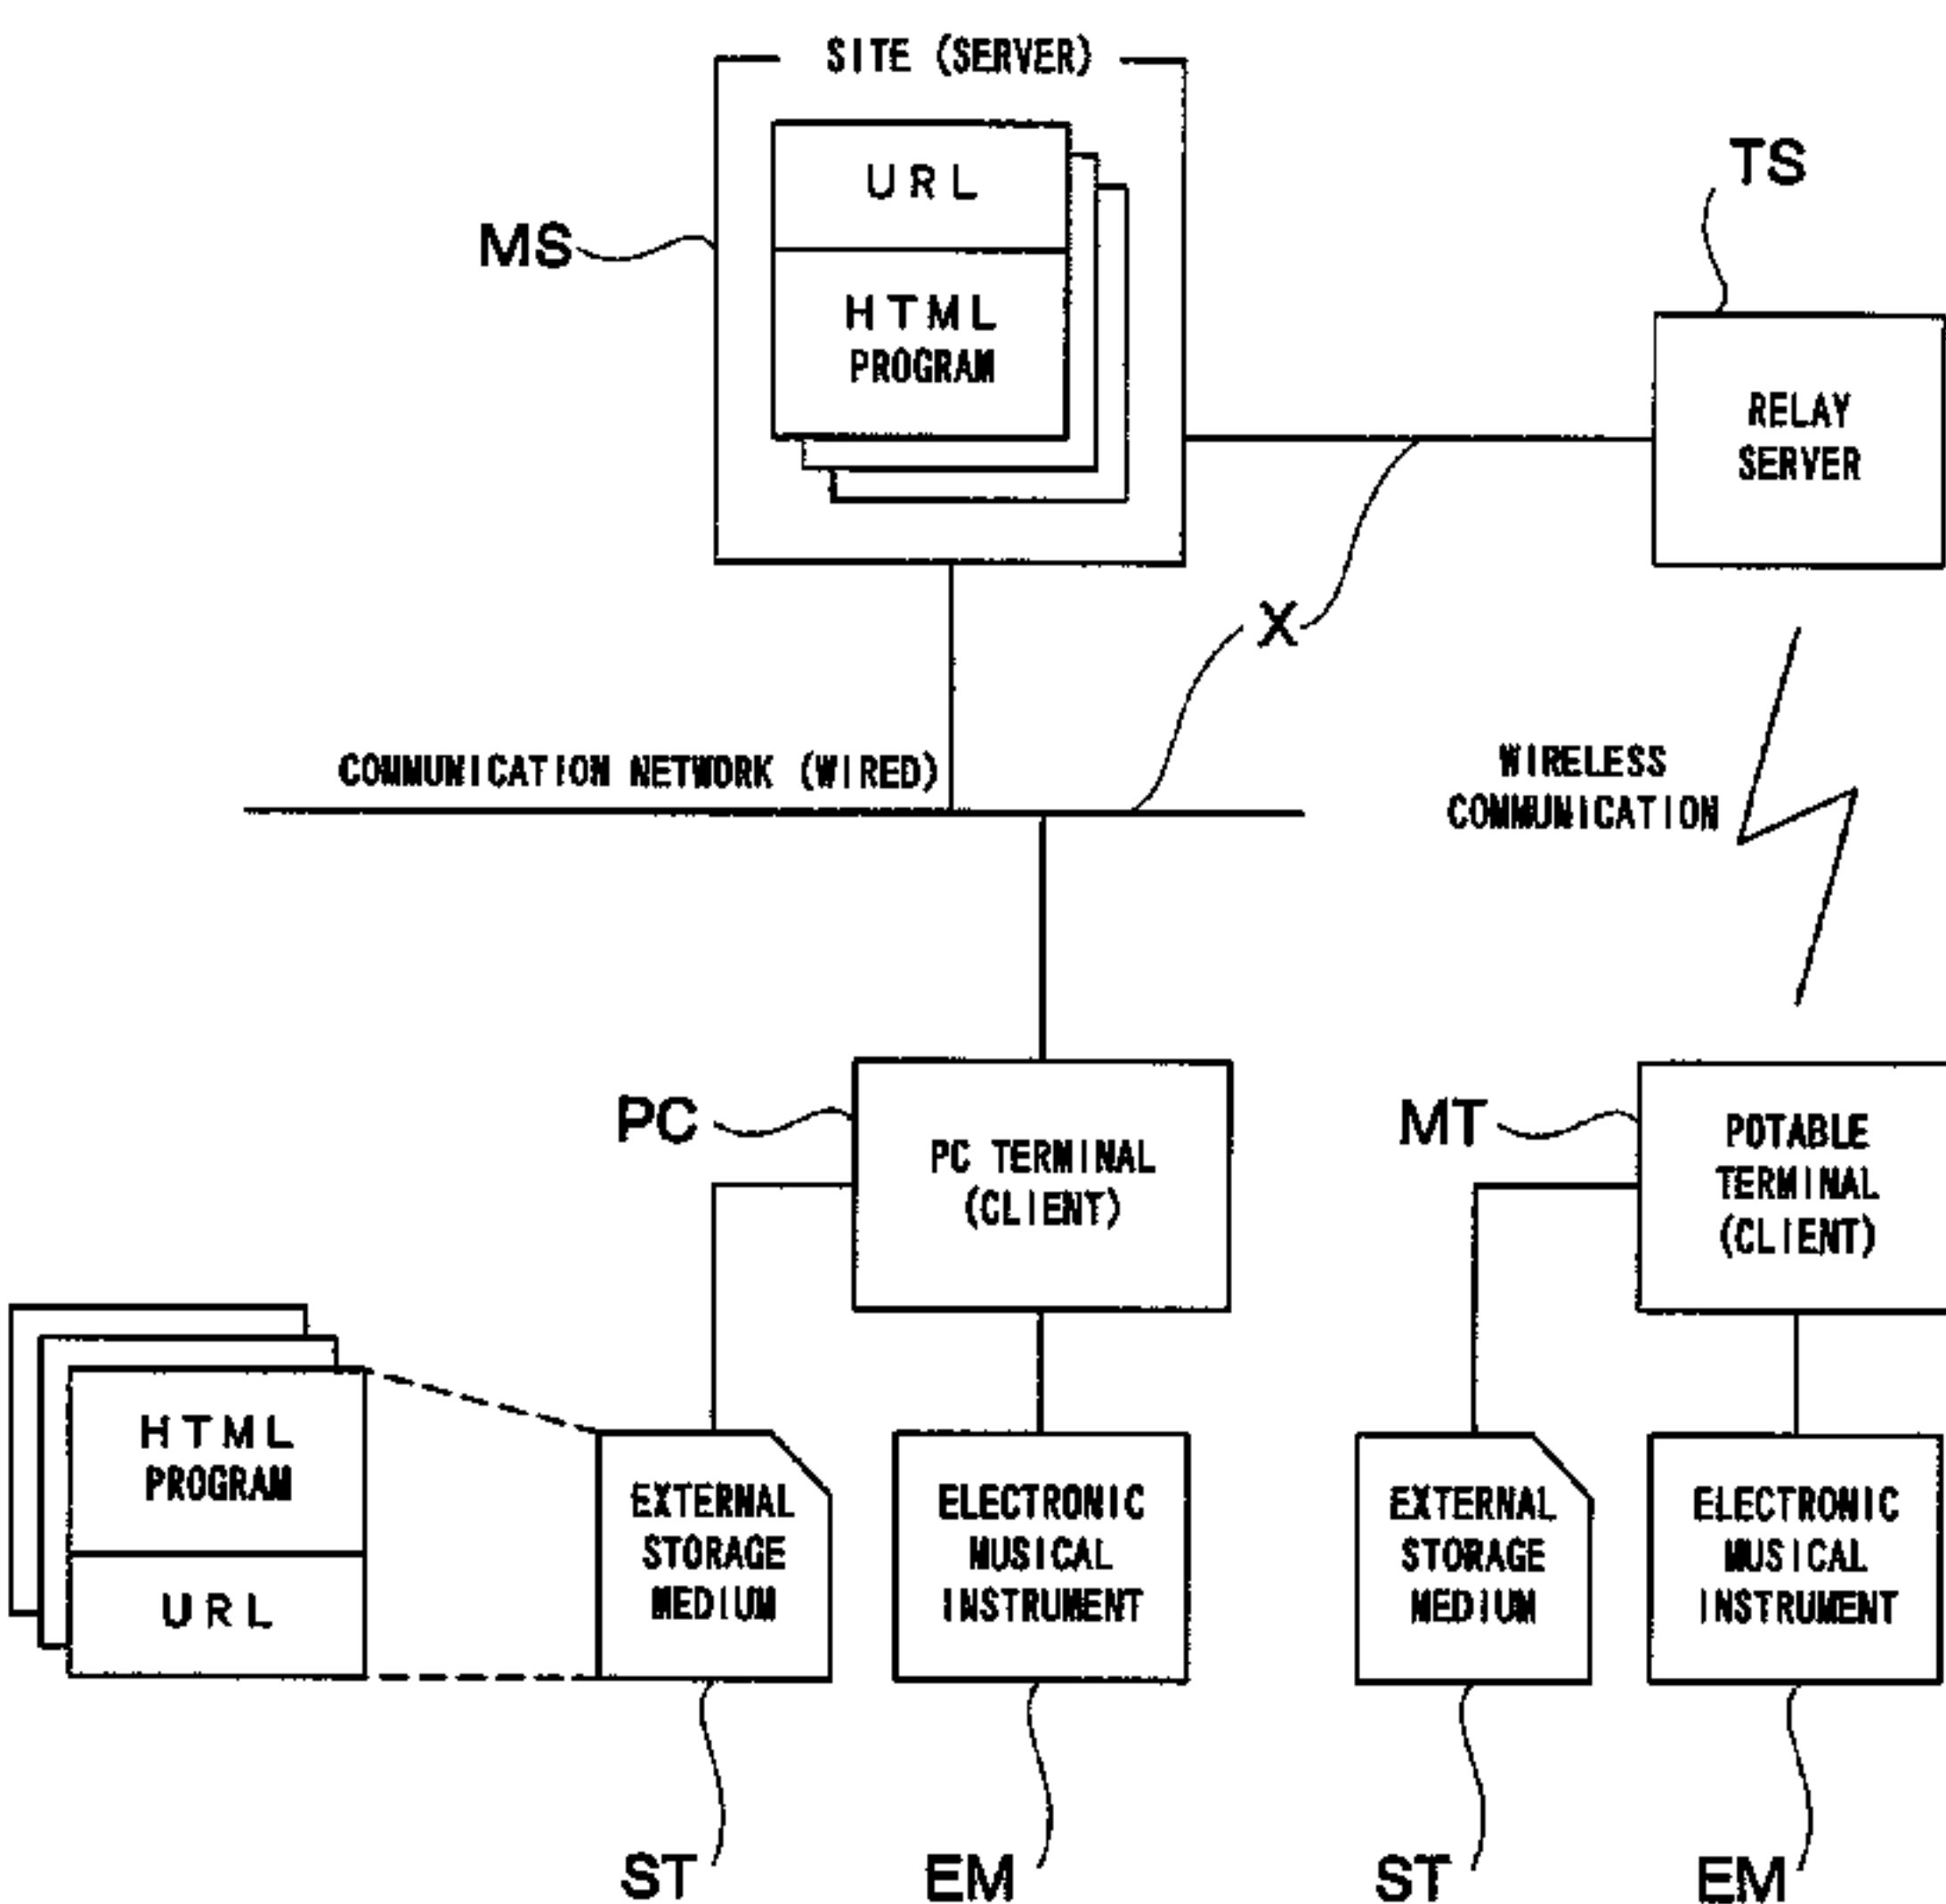 SITE (SERVER)
TS
URL
MS
HTML
PROGRAM
RELAY
SERVER
X
COMMUNICATION NETWORK (WIRED)
WIRELESS
COMMUNICATION
PC
PC TERMINAL
(CLIENT)
MT
POTABLE
TERMINAL
(CLIENT)
HTML
PROGRAM
URL
EXTERNAL
STORAGE
MEDIUM
ELECTRONIC
MUSICAL
INSTRUMENT
EXTERNAL
STORAGE
MEDIUM
ELECTRONIC
MUSICAL
INSTRUMENT
ST
EM
ST
EM